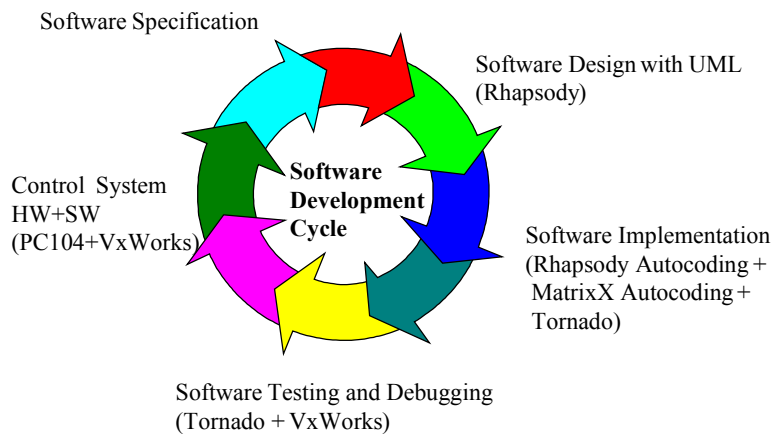 Software Specification
Software Design with UML
(Rhapsody)
Software
Development
Cycle
Control System
HW+SW
(PC104+VxWorks)
Software Implementation
(Rhapsody Autocoding +
MatrixX Autocoding +
Tornado)
Software Testing and Debugging
(Tornado + VxWorks)